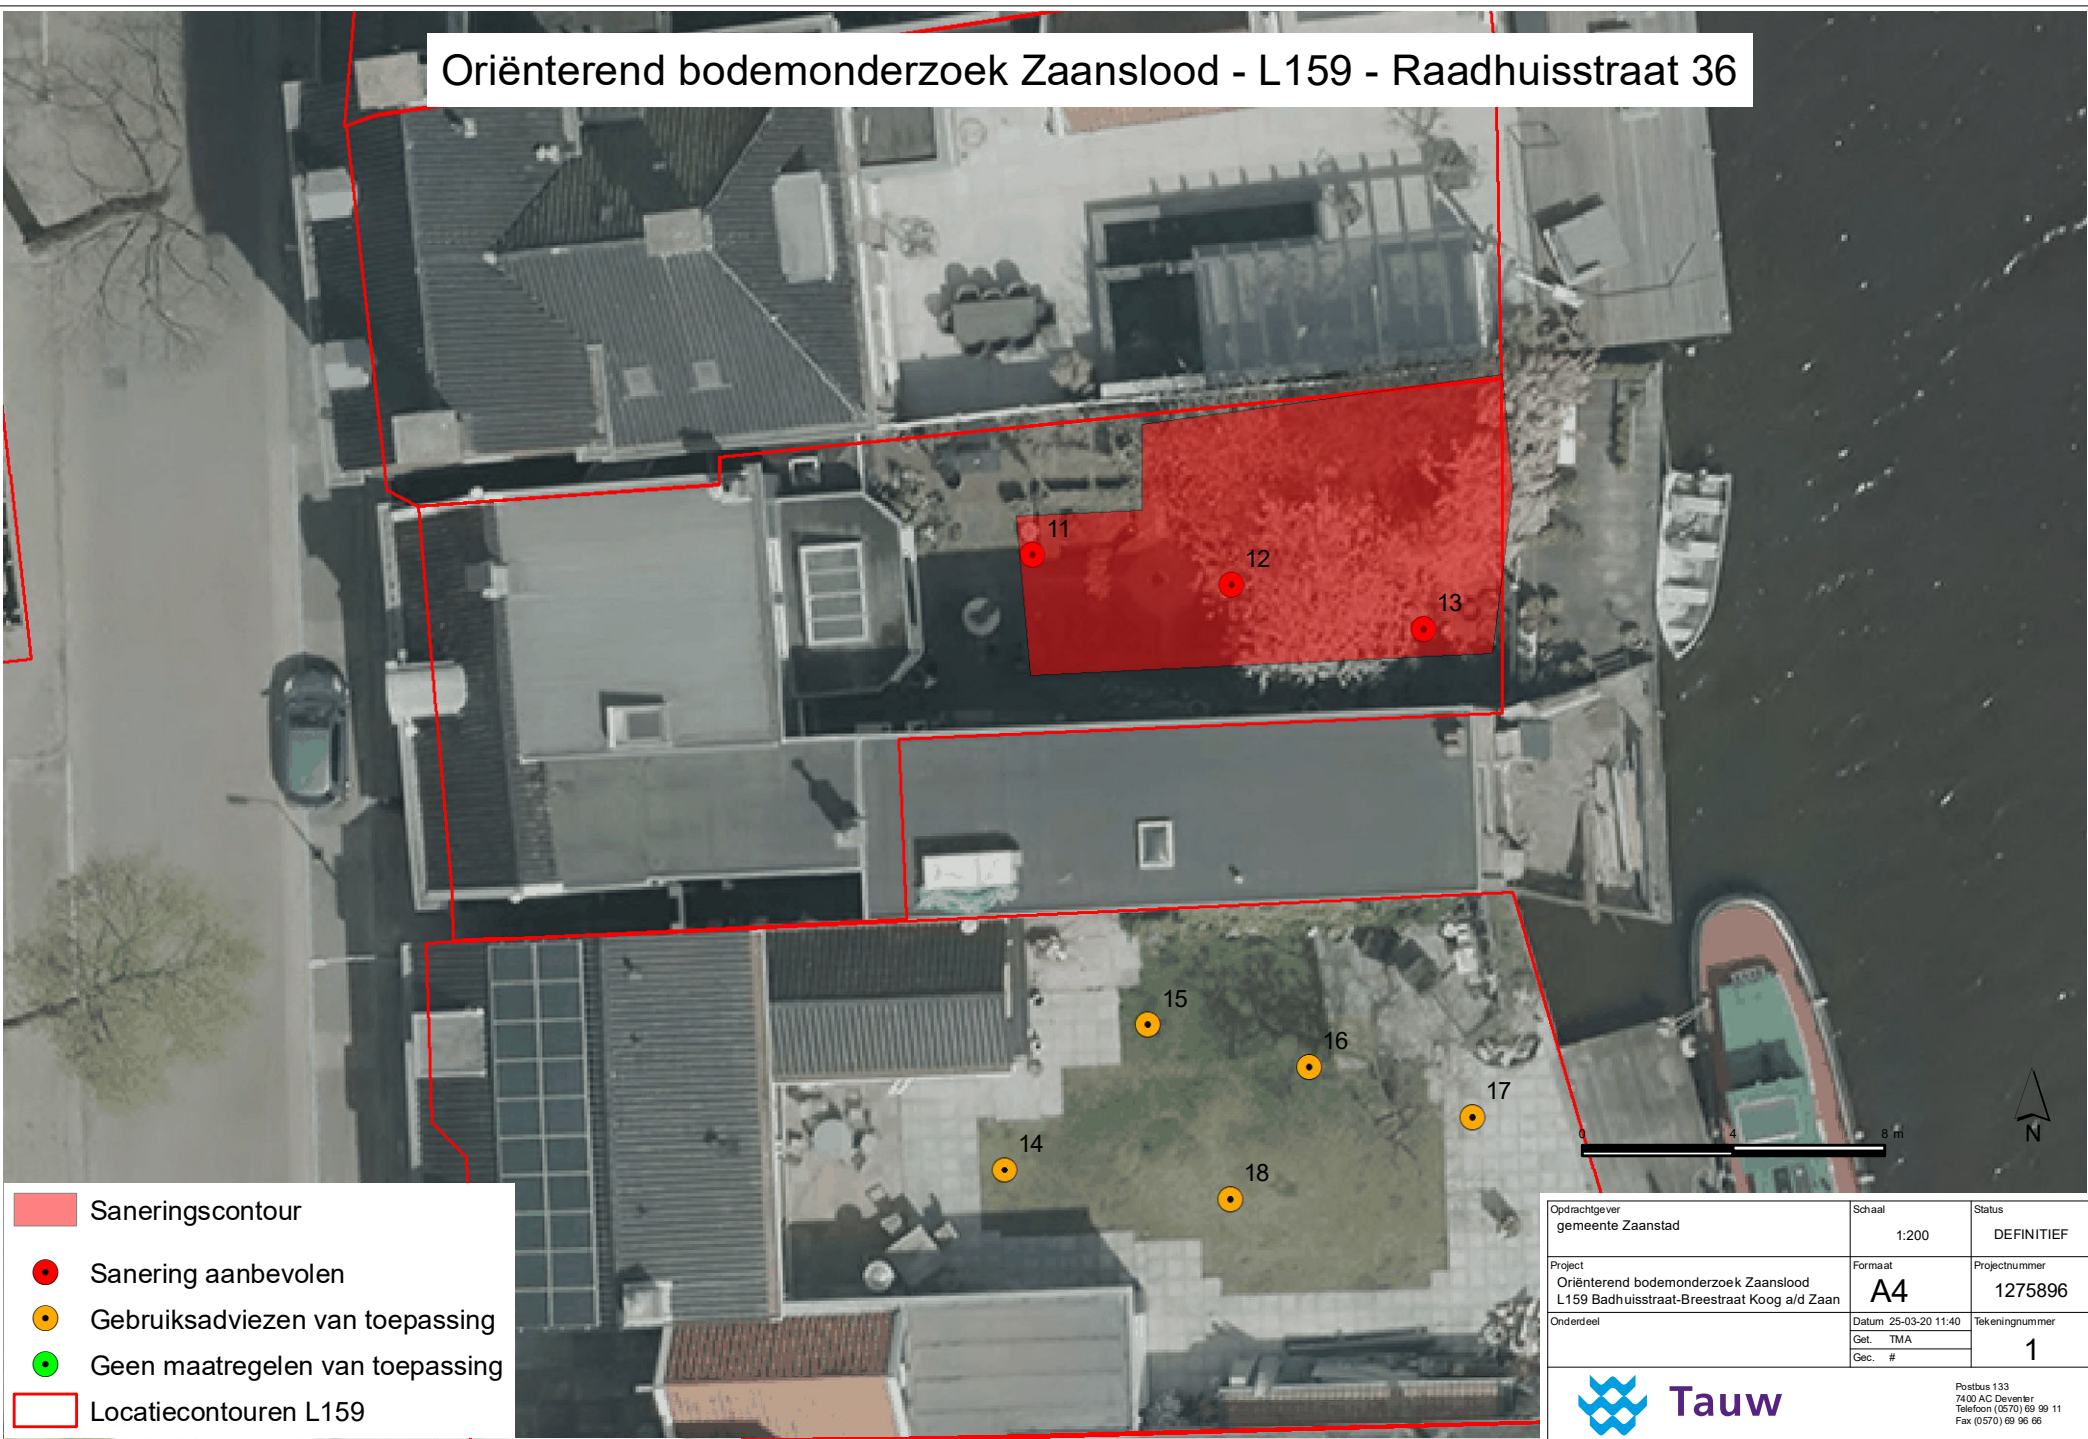 Oriënterend bodemonderzoek Zaanslood - L159 - Raadhuisstraat 36
11
12
13
15
16
17
14
18
0 4 8 m
N
Saneringscontour
Sanering aanbevolen
Gebruiksadviezen van toepassing
Geen maatregelen van toepassing
Locatiecontouren L159
Opdrachtgever
gemeente Zaanstad
Schaal
1:200
Status
DEFINITIEF
Project
Oriënterend bodemonderzoek Zaanslood
L159 Badhuisstraat-Breestraat Koog a/d Zaan
Formaat
A4
Projectnummer
1275896
Onderdeel
Datum 25-03-20 11:40
Get. TMA
Gec. #
Tekeningnummer
1
Tauw
Postbus 133
7400 AC Deventer
Telefoon (0570) 69 99 11
Fax (0570) 69 96 66